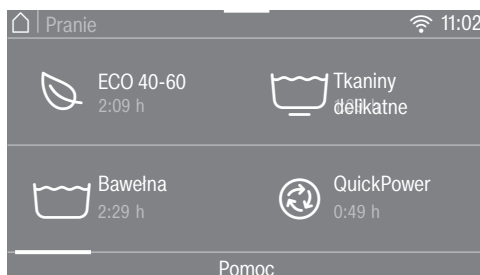 Pranie
11:02
ECO 40-60
2:09 h
Tkaniny
delikatne
Bawełna
2:29 h
QuickPower
0:49 h
Pomoc